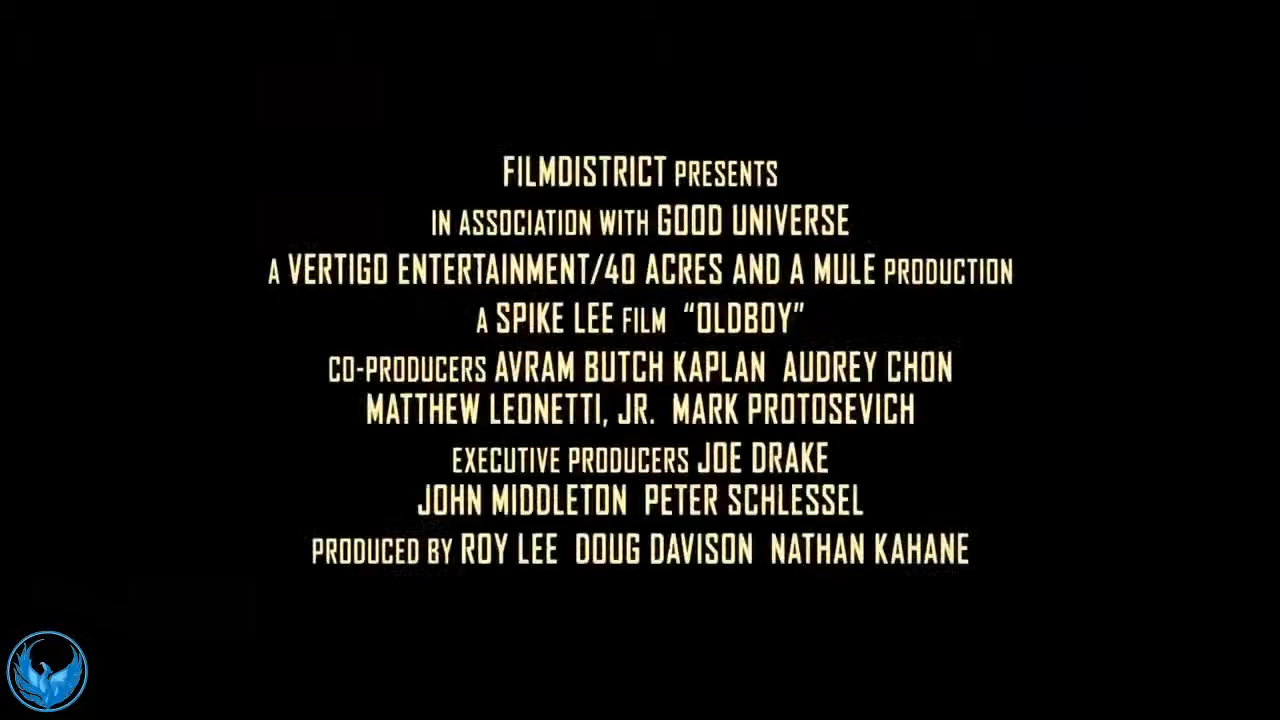 FILMDISTRICT PRESENTS
IN ASSOCIATION WITH GOOD UNIVERSE
A VERTIGO ENTERTAINMENT/40 ACRES AND A MULE PRODUCTION
A SPIKE LEE FILM "OLDBOY"
CO-PRODUCERS AVRAM BUTCH KAPLAN AUDREY CHON
MATTHEW LEONETTI, JR. MARK PROTOSEVICH
EXECUTIVE PRODUCERS JOE DRAKE
JOHN MIDDLETON PETER SCHLESSEL
PRODUCED BY ROY LEE DOUG DAVISON NATHAN KAHANE